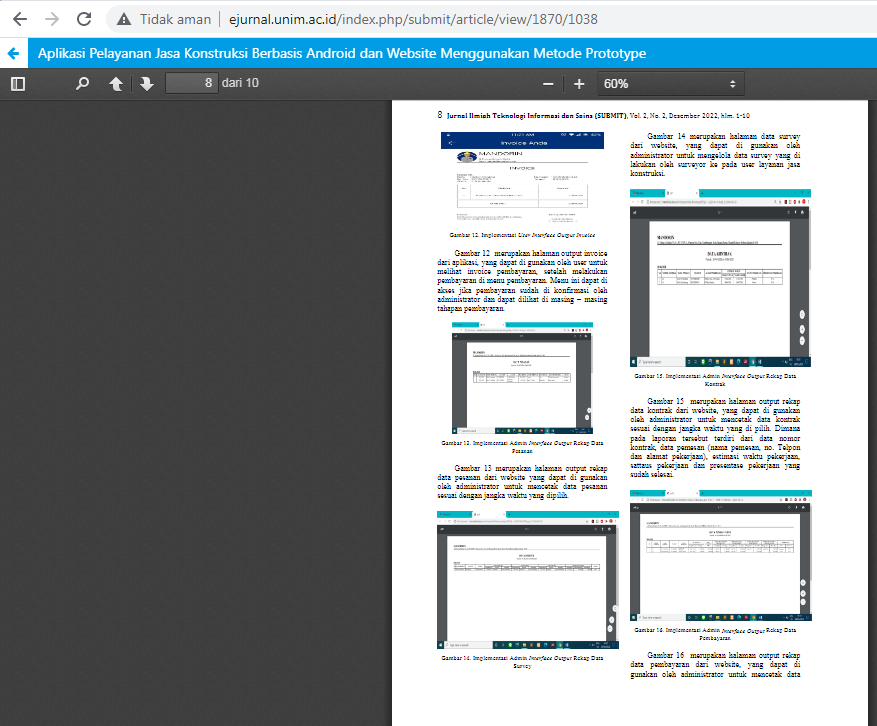 Tidak aman
ejurnal.unim.ac.id/index.php/submit/article/view/1870/1038
Aplikasi Pelayanan Jasa Konstruksi Berbasis Android dan Website Menggunakan Metode Prototype
8 dari 10
60%
8 Jurnal Ilmiah Teknologi Informasi dan Sains (SUBMIT), Vol. 2, No. 2, Desember 2022, hlm. 1-10
Invoice Anda
MANDORIN
INVOICE
Gambar 12. Implementasi User Interface Output Invoice
Gambar 12 merupakan halaman output invoice
dari aplikasi, yang dapat di gunakan oleh user untuk
melihat invoice pembayaran, setelah melakukan
pembayaran di menu pembayaran. Menu ini dapat di
akses jika pembayaran sudah di konfirmasi oleh
administrator dan dapat dilihat di masing – masing
tahapan pembayaran.
Gambar 13. Implementasi Admin Interface Output Rekap Data
Pesanan
Gambar 13 merupakan halaman output rekap
data pesanan dari website yang dapat di gunakan
oleh administrator untuk mencetak data pesanan
sesuai dengan jangka waktu yang dipilih.
Gambar 14. Implementasi Admin Interface Output Rekap Data
Survey
Gambar 14 merupakan halaman data survey
dari website, yang dapat di gunakan oleh
administrator untuk mengelola data survey yang di
lakukan oleh surveyor ke pada user layanan jasa
konstruksi.
MANDORIN
DATA KONTRAK
Gambar 15. Implementasi Admin Interface Output Rekap Data
Kontrak
Gambar 15 merupakan halaman output rekap
data kontrak dari website, yang dapat di gunakan
oleh administrator untuk mencetak data kontrak
sesuai dengan jangka waktu yang di pilih. Dimana
pada laporan tersebut terdiri dari data nomor
kontrak, data pemesan (nama pemesan, no. Telpon
dan alamat pekerjaan), estimasi waktu pekerjaan,
sattaus pekerjaan dan presentase pekerjaan yang
sudah selesai.
Gambar 16. Implementasi Admin Interface Output Rekap Data
Pembayaran
Gambar 16 merupakan halaman output rekap
data pembayaran dari website, yang dapat di
gunakan oleh administrator untuk mencetak data